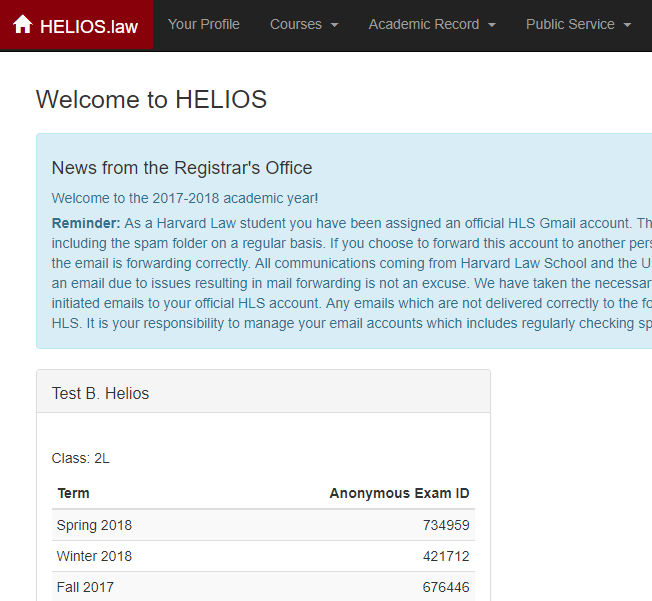 HELIOS.law Your Profile Courses Academic Record Public Service
Welcome to HELIOS
News from the Registrar's Office
Welcome to the 2017-2018 academic year!
Reminder: As a Harvard Law student you have been assigned an official HLS Gmail account. Th
including the spam folder on a regular basis. If you choose to forward this account to another pers
the email is forwarding correctly. All communications coming from Harvard Law School and the U
an email due to issues resulting in mail forwarding is not an excuse. We have taken the necessar
initiated emails to your official HLS account. Any emails which are not delivered correctly to the fo
HLS. It is your responsibility to manage your email accounts which includes regularly checking sp
Test B. Helios
Class: 2L
Term Anonymous Exam ID
Spring 2018 734959
Winter 2018 421712
Fall 2017 676446